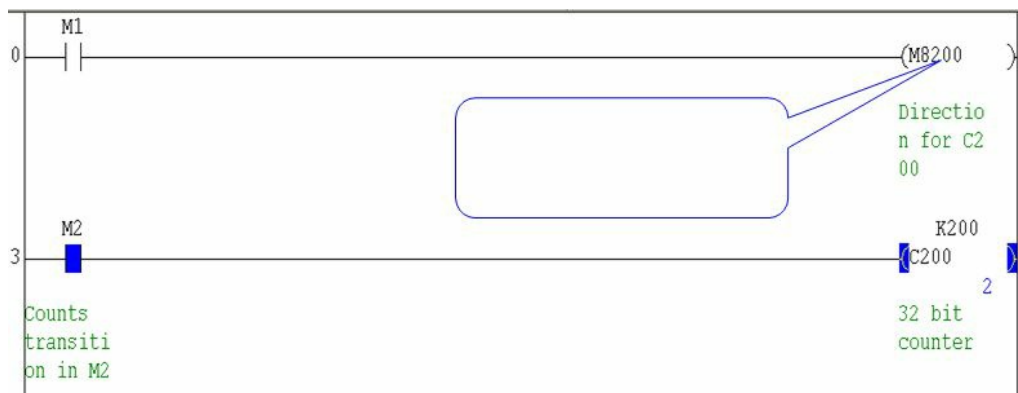 M1
0
(M8200 )
Directio
n for C2
00
M2
K200
3
(C200 )
2
Counts
transiti
on in M2
32 bit
counter